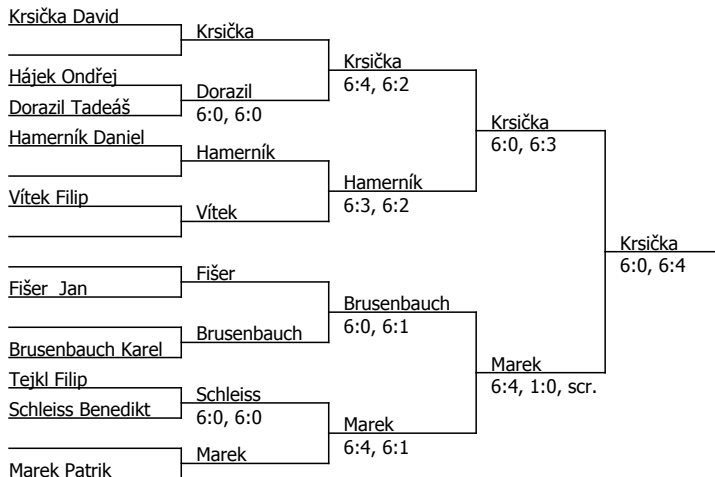 Krsička David
Krsička
Krsička
6:4, 6:2
Hájek Ondřej
Dorazil
6:0, 6:0
Dorazil Tadeáš
Krsička
6:0, 6:3
Hamerník Daniel
Hamerník
Hamerník
6:3, 6:2
Vítek Filip
Vítek
Krsička
6:0, 6:4
Fišer
Fišer  Jan
Brusenbauch
6:0, 6:1
Brusenbauch
Brusenbauch Karel
Marek
6:4, 1:0, scr.
Tejkl Filip
Schleiss
6:0, 6:0
Schleiss Benedikt
Marek
6:4, 6:1
Marek
Marek Patrik